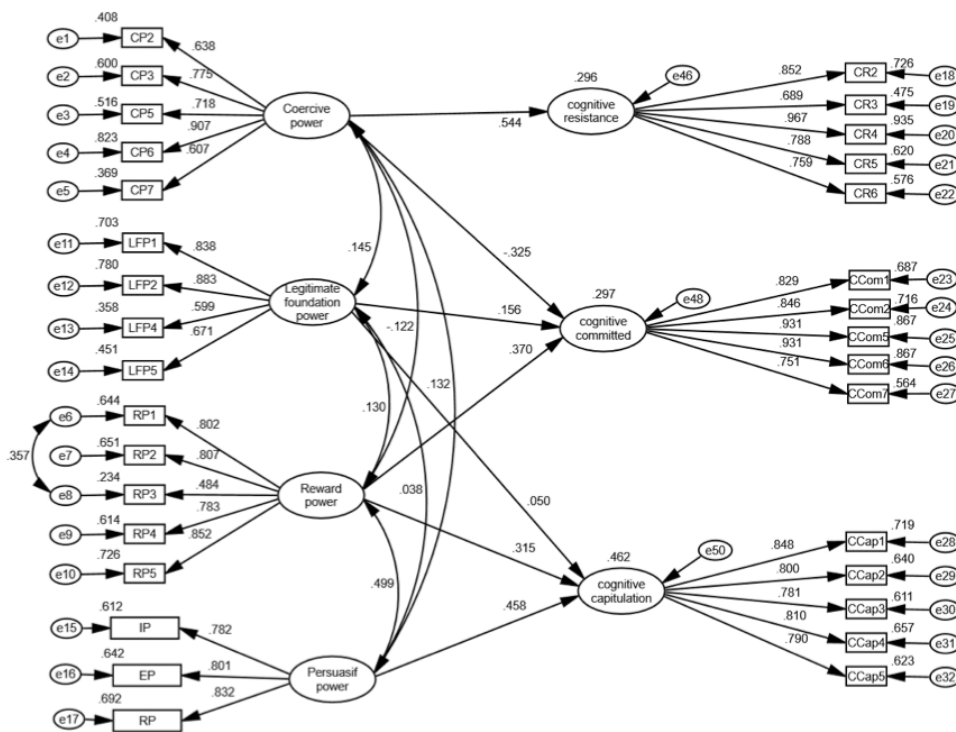 .408
e1
CP2
.638
.600
e2
CP3
.775
.516
e3
CP5
.718
.823
e4
CP6
.907
.369
e5
CP7
.607
Coercive
power
.544
.296
e46
cognitive
resistance
.852
CR2
.726
e18
.689
CR3
.475
e19
.967
CR4
.935
e20
.788
CR5
.620
e21
.759
CR6
.576
e22
.703
e11
LFP1
.838
.780
e12
LFP2
.883
.358
e13
LFP4
.599
.451
e14
LFP5
.671
Legitimate
foundation
power
.145
-.325
.156
-.122
.370
.132
.130
.038
.050
.297
e48
cognitive
committed
.829
CCom1
.687
e23
.846
CCom2
.716
e24
.931
CCom5
.867
e25
.931
CCom6
.867
e26
.751
CCom7
.564
e27
.357
.644
e6
RP1
.802
.651
e7
RP2
.807
.234
e8
RP3
.484
.614
e9
RP4
.783
.726
e10
RP5
.852
Reward
power
.315
.499
.458
.462
e50
cognitive
capitulation
.848
CCap1
.719
e28
.800
CCap2
.640
e29
.781
CCap3
.611
e30
.810
CCap4
.657
e31
.790
CCap5
.623
e32
.612
e15
IP
.782
.642
e16
EP
.801
.692
e17
RP
.832
Persuasif
power